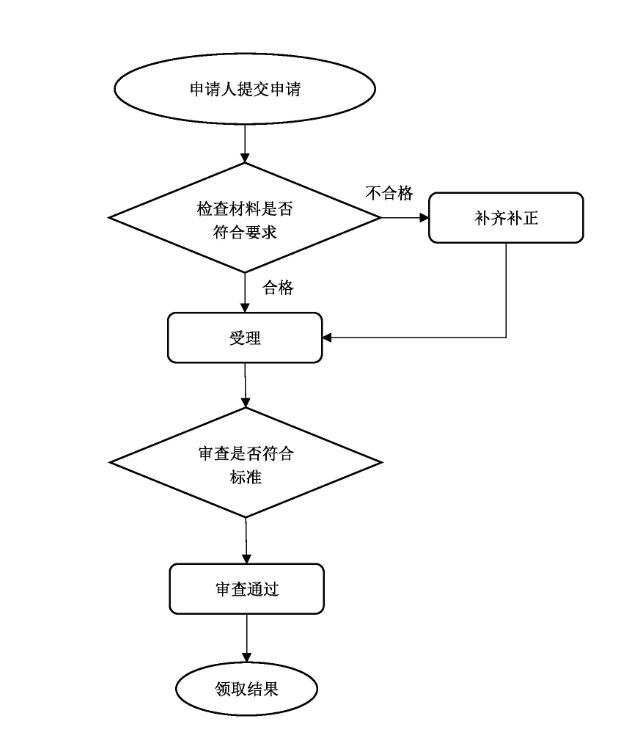 申请人提交申请
检查材料是否
符合要求
不合格
补齐补正
合格
受理
审查是否符合
标准
审查通过
领取结果